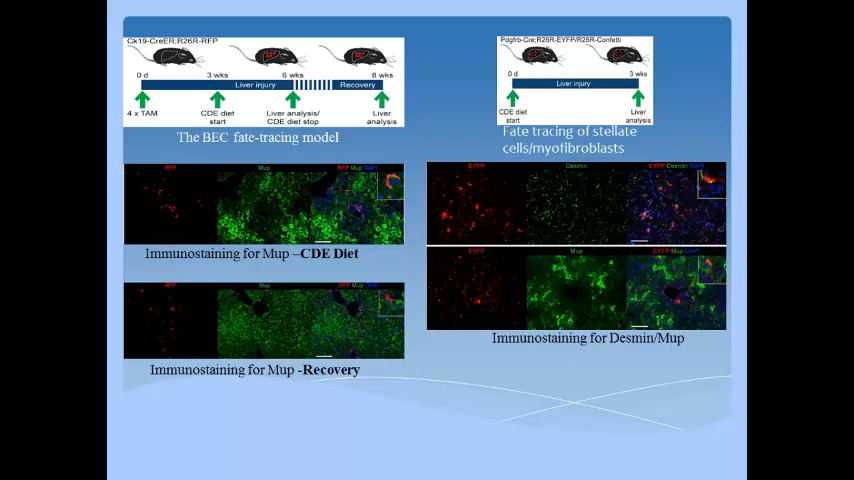 Ck19-CreER;R26R-RFP
0 d 3 wks 6 wks 8 wks
Liver injury Recovery
4 x TAM CDE diet start Liver analysis/ CDE diet stop Liver analysis
The BEC fate-tracing model
RFP Mup RFP Mup DAPI
Immunostaining for Mup –CDE Diet
RFP Mup RFP Mup DAPI
Immunostaining for Mup -Recovery
Pdgfrb-Cre;R26R-EYFP/R26R-Confetti
0 d 3 wks
Liver injury
CDE diet start Liver analysis
Fate tracing of stellate
cells/myofibroblasts
EYFP Desmin EYFP Desmin DAPI
EYFP Mup EYFP Mup DAPI
Immunostaining for Desmin/Mup